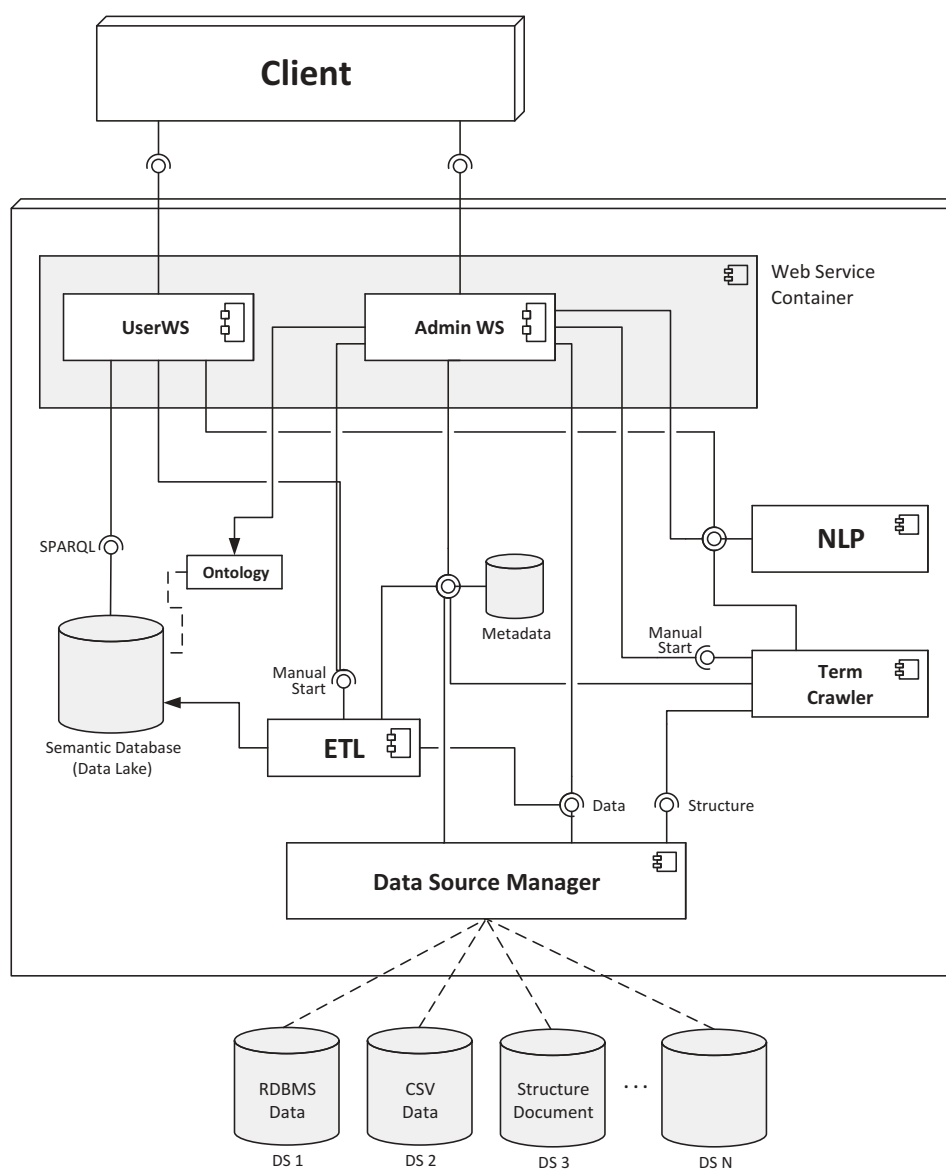 Client
Web Service
Container
UserWS
Admin WS
SPARQL
Ontology
NLP
Metadata
Manual
Start
Term
Crawler
Manual
Start
ETL
Semantic Database
(Data Lake)
Data
Structure
Data Source Manager
RDBMS
Data
CSV
Data
Structure
Document
...
DS 1
DS 2
DS 3
DS N